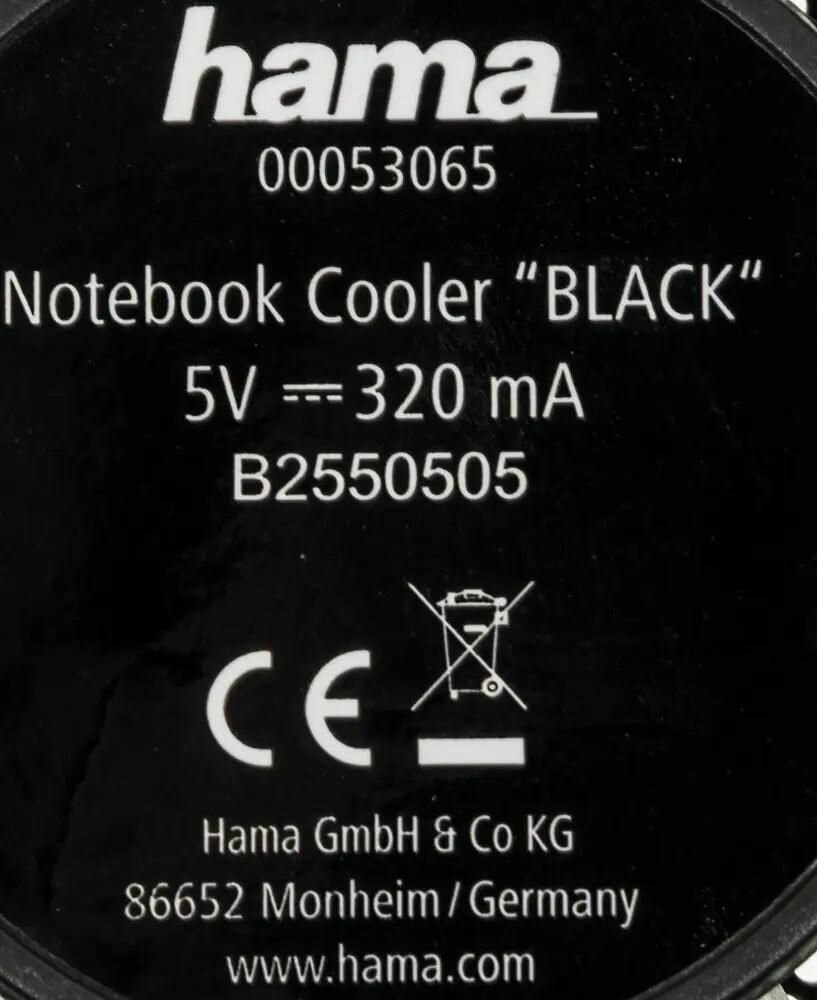 hama
00053065
Notebook Cooler “BLACK“
5V ⎓ 320 mA
B2550505
CE
Hama GmbH & Co KG
86652 Monheim/Germany
www.hama.com